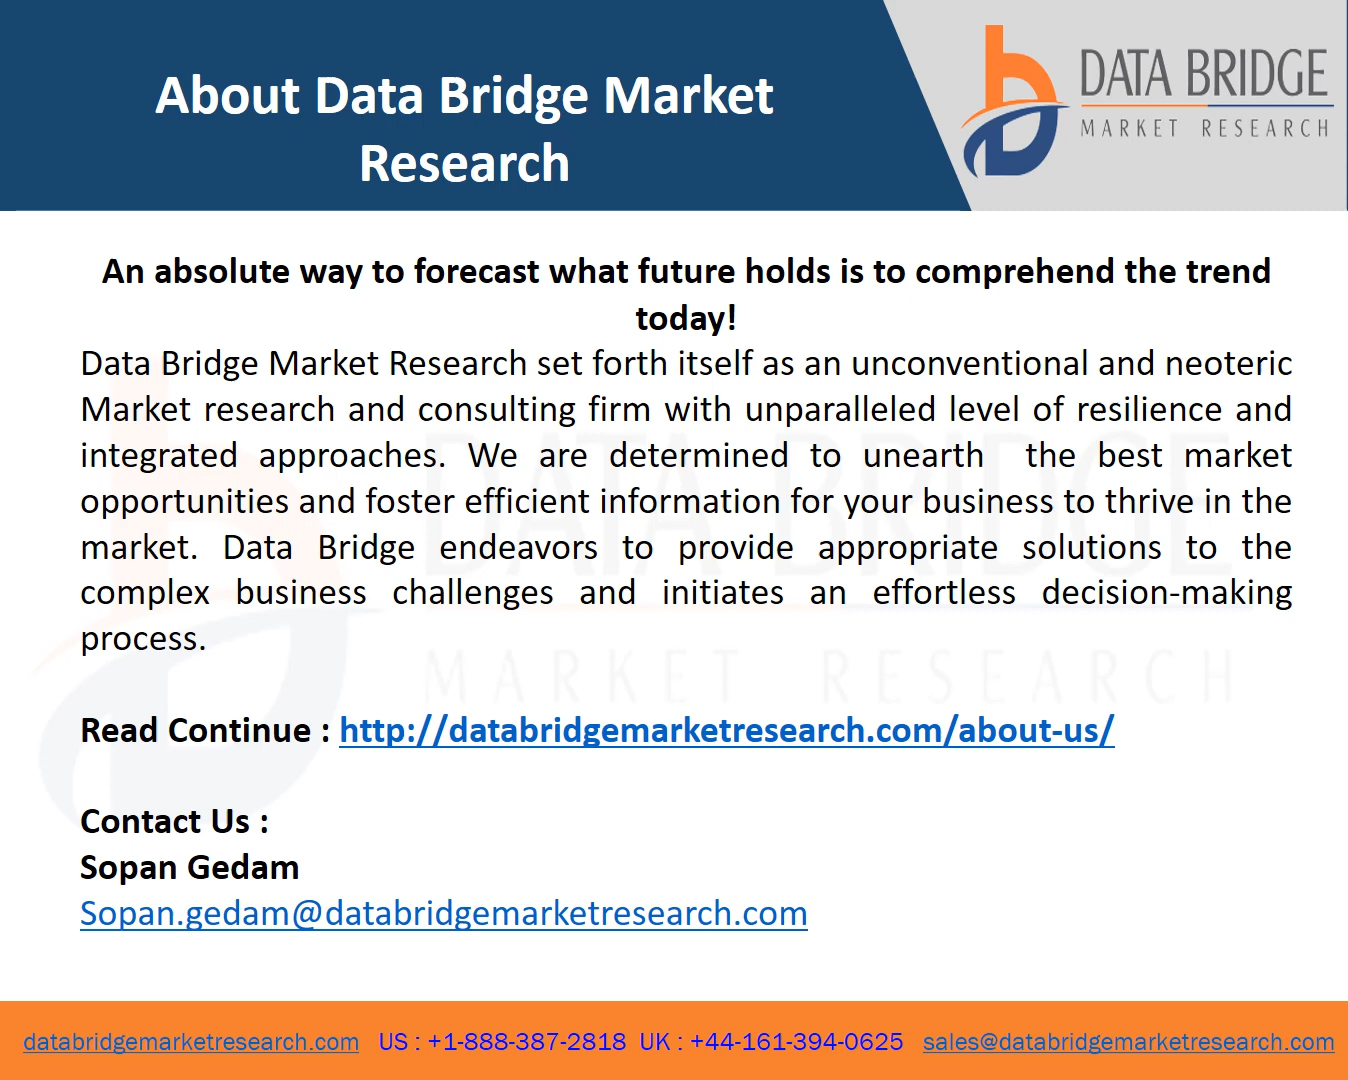 About Data Bridge Market
Research
DATA BRIDGE
MARKET RESEARCH
An absolute way to forecast what future holds is to comprehend the trend
today!
Data Bridge Market Research set forth itself as an unconventional and neoteric
Market research and consulting firm with unparalleled level of resilience and
integrated approaches. We are determined to unearth the best market
opportunities and foster efficient information for your business to thrive in the
market. Data Bridge endeavors to provide appropriate solutions to the
complex business challenges and initiates an effortless decision-making
process.
DATA BRIDGE
MARKET RESEARCH
Read Continue : http://databridgemarketresearch.com/about-us/
Contact Us :
Sopan Gedam
Sopan.gedam@databridgemarketresearch.com
databridgemarketresearch.com US : +1-888-387-2818 UK : +44-161-394-0625 sales@databridgemarketresearch.com